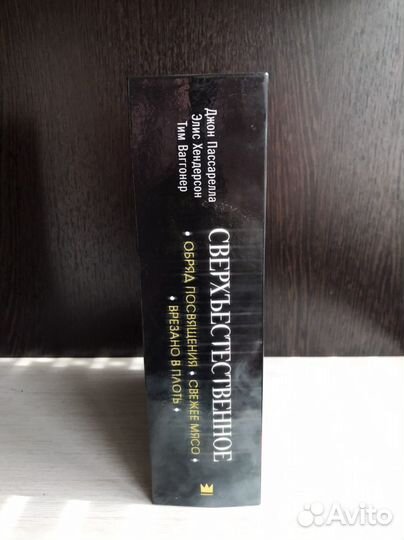 Джон Пассарелла
Элис Хендерсон
Тим Ваггонер
СВЕРХЪЕСТЕСТВЕННОЕ
• ОБРЯД ПОСВЯЩЕНИЯ • СВЕЖЕЕ МЯСО •
• ВРЕЗАНО В ПЛОТЬ •
Avito